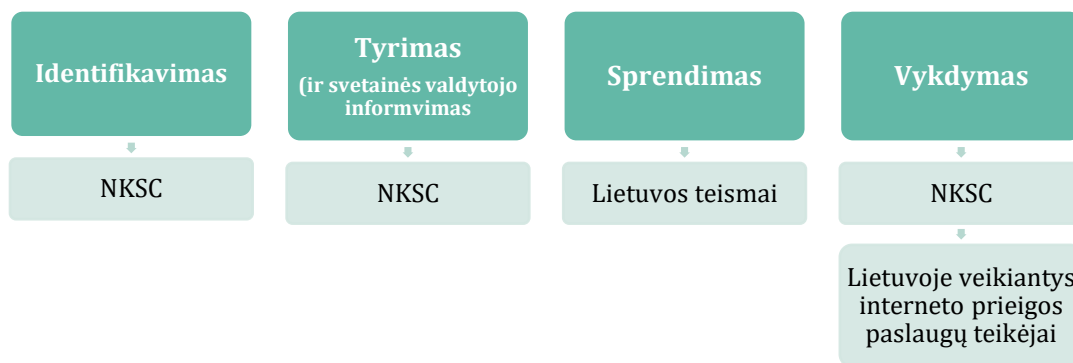 Identifikavimas
NKSC
Tyrimas
(ir svetainės valdytojo
informvimas
NKSC
Sprendimas
Lietuvos teismai
Vykdymas
NKSC
Lietuvoje veikiantys
interneto prieigos
paslaugų teikėjai